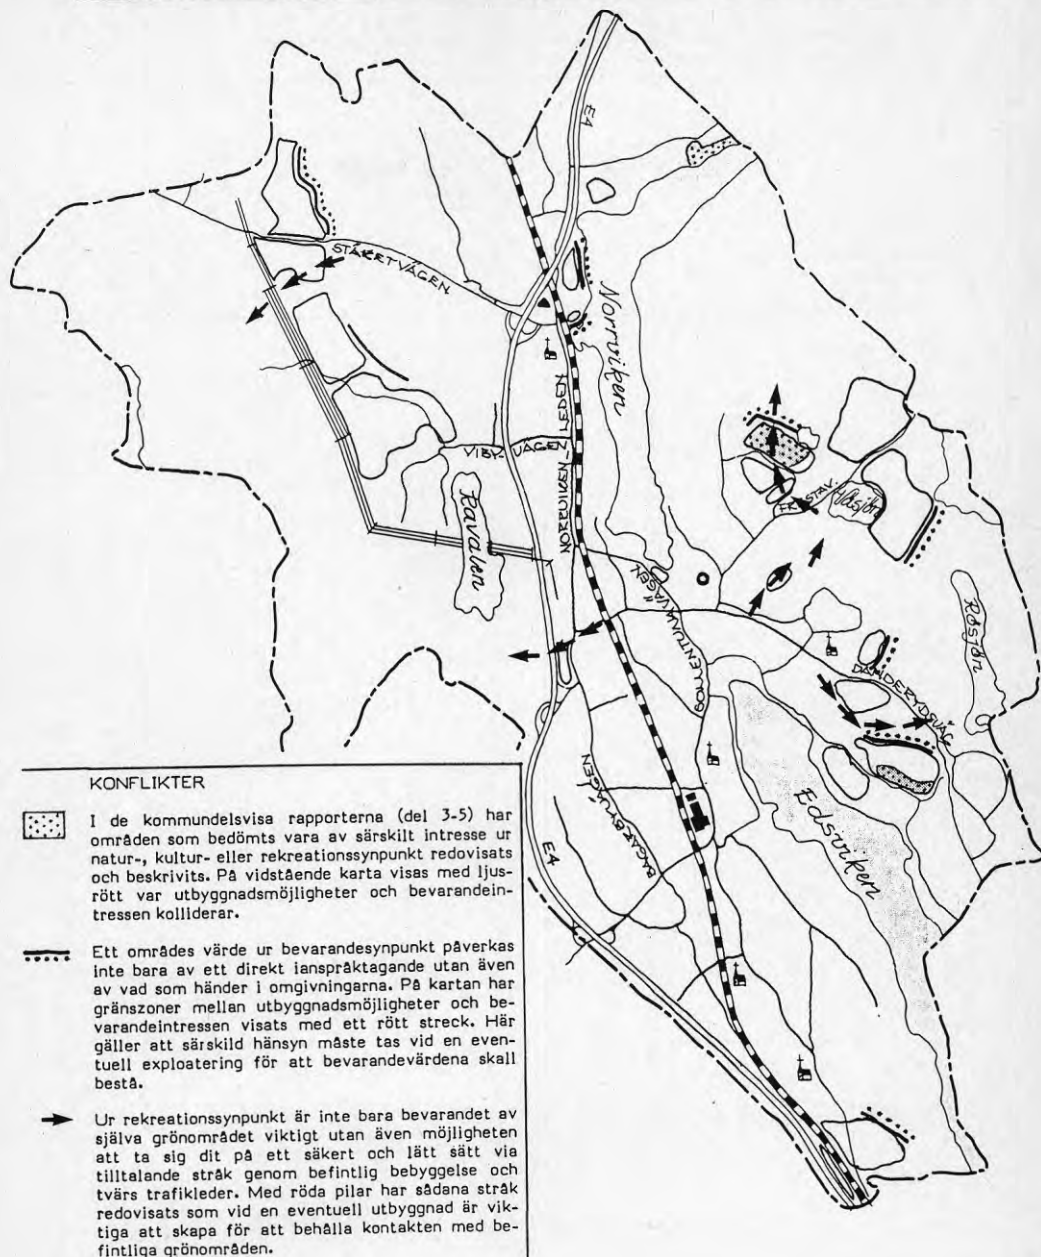 E4
STÄKETVÄGEN
Norrviken
VIBY-VÄGEN
NORRVIKEN-LEDEN
Ravalen
FRESTAV.
SOLLENTUNAVÄGEN
Rösjön
DANDERYDSVÄG
BAGARBYVÄGEN
Edsviken
E4
KONFLIKTER
I de kommundelsvisa rapporterna (del 3-5) har
områden som bedömts vara av särskilt intresse ur
natur-, kultur- eller rekreationssynpunkt redovisats
och beskrivits. På vidstående karta visas med ljus-
rött var utbyggnadsmöjligheter och bevarandein-
tressen kolliderar.
Ett områdes värde ur bevarandesynpunkt påverkas
inte bara av ett direkt ianspråktagande utan även
av vad som händer i omgivningarna. På kartan har
gränszoner mellan utbyggnadsmöjligheter och be-
varandeintressen visats med ett rött streck. Här
gäller att särskild hänsyn måste tas vid en even-
tuell exploatering för att bevarandevärdena skall
bestå.
Ur rekreationssynpunkt är inte bara bevarandet av
själva grönområdet viktigt utan även möjligheten
att ta sig dit på ett säkert och lätt sätt via
tilltalande stråk genom befintlig bebyggelse och
tvärs trafikleder. Med röda pilar har sådana stråk
redovisats som vid en eventuell utbyggnad är vik-
tiga att skapa för att behålla kontakten med be-
fintliga grönområden.